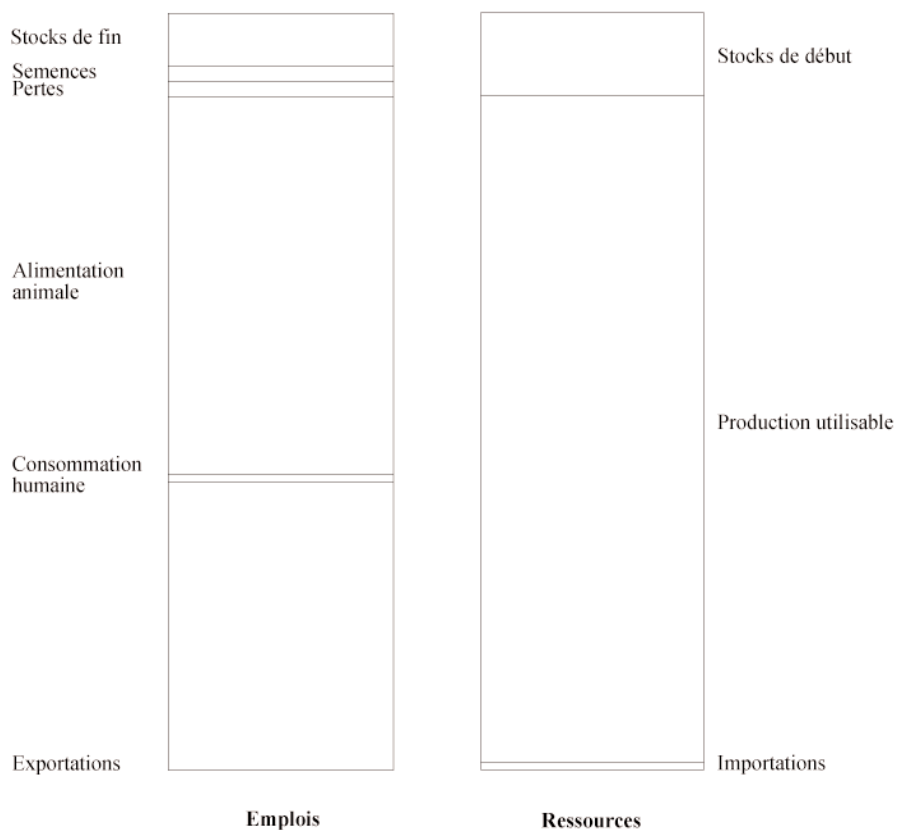 Stocks de fin
Semences
Pertes
Alimentation
animale
Consommation
humaine
Exportations
Stocks de début
Production utilisable
Importations
Emplois
Ressources